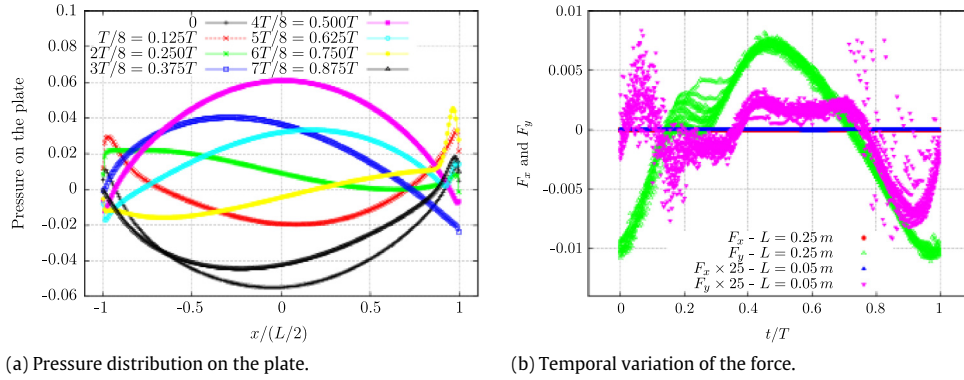 0.1
0.08
0.06
0.04
0.02
0
-0.02
-0.04
-0.06
Pressure on the plate
0
T/8 = 0.125T
2T/8 = 0.250T
3T/8 = 0.375T
4T/8 = 0.500T
5T/8 = 0.625T
6T/8 = 0.750T
7T/8 = 0.875T
-1 -0.5 0 0.5 1
x/(L/2)
(a) Pressure distribution on the plate.
0.01
0.005
0
-0.005
-0.01
F_x and F_y
F_x - L = 0.25 m
F_y - L = 0.25 m
F_x × 25 - L = 0.05 m
F_y × 25 - L = 0.05 m
0 0.2 0.4 0.6 0.8 1
t/T
(b) Temporal variation of the force.